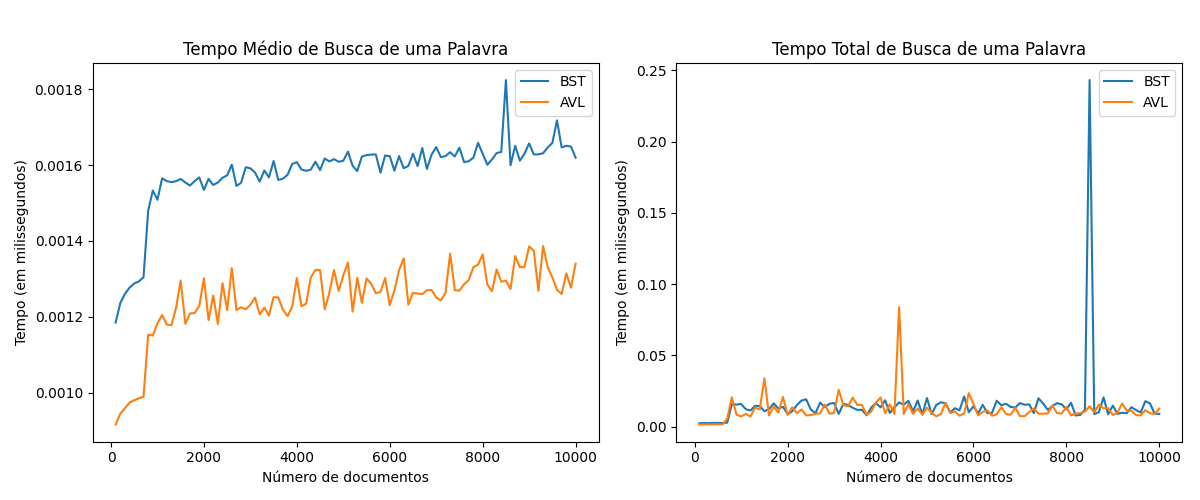 Tempo Médio de Busca de uma Palavra
BST
AVL
0.0018
0.0016
0.0014
0.0012
0.0010
Tempo (em milissegundos)
0 2000 4000 6000 8000 10000
Número de documentos
Tempo Total de Busca de uma Palavra
BST
AVL
0.25
0.20
0.15
0.10
0.05
0.00
Tempo (em milissegundos)
0 2000 4000 6000 8000 10000
Número de documentos